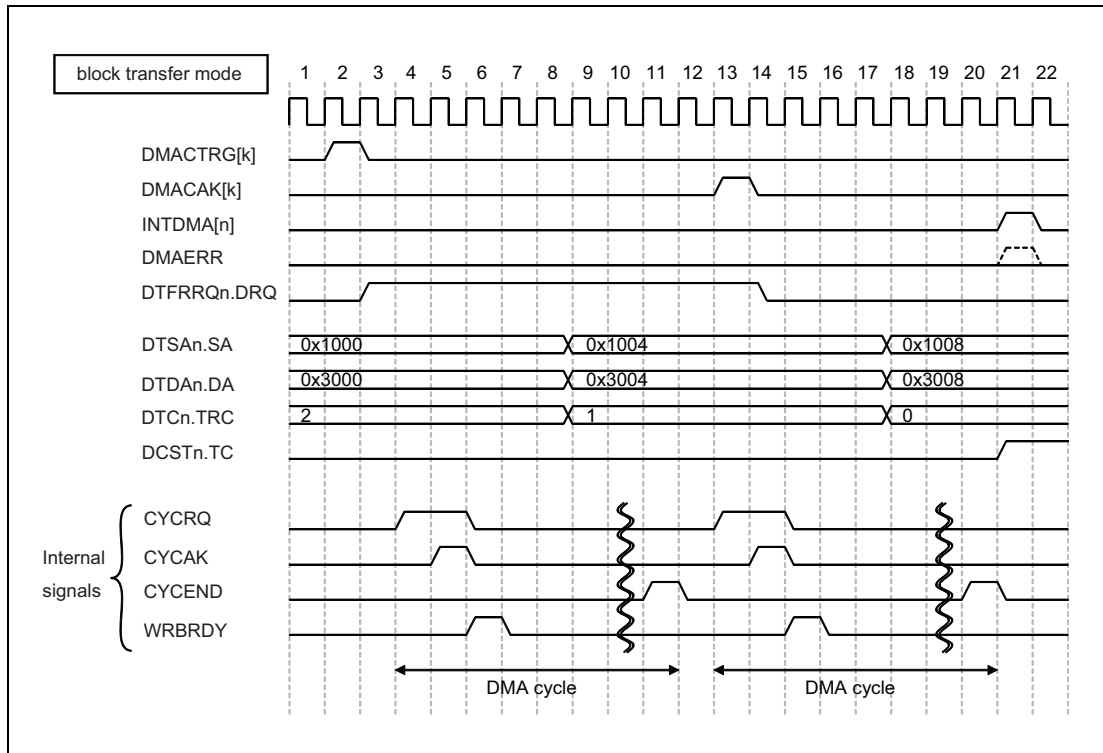 block transfer mode
1 2 3 4 5 6 7 8 9 10 11 12 13 14 15 16 17 18 19 20 21 22
DMACTRG[k]
DMACAK[k]
INTDMA[n]
DMAERR
DTFRRQn.DRQ
DTSAn.SA 0x1000 0x1004 0x1008
DTDAn.DA 0x3000 0x3004 0x3008
DTCn.TRC 2 1 0
DCSTn.TC
Internal signals
CYCRQ
CYCAK
CYCEND
WRBRDY
DMA cycle DMA cycle